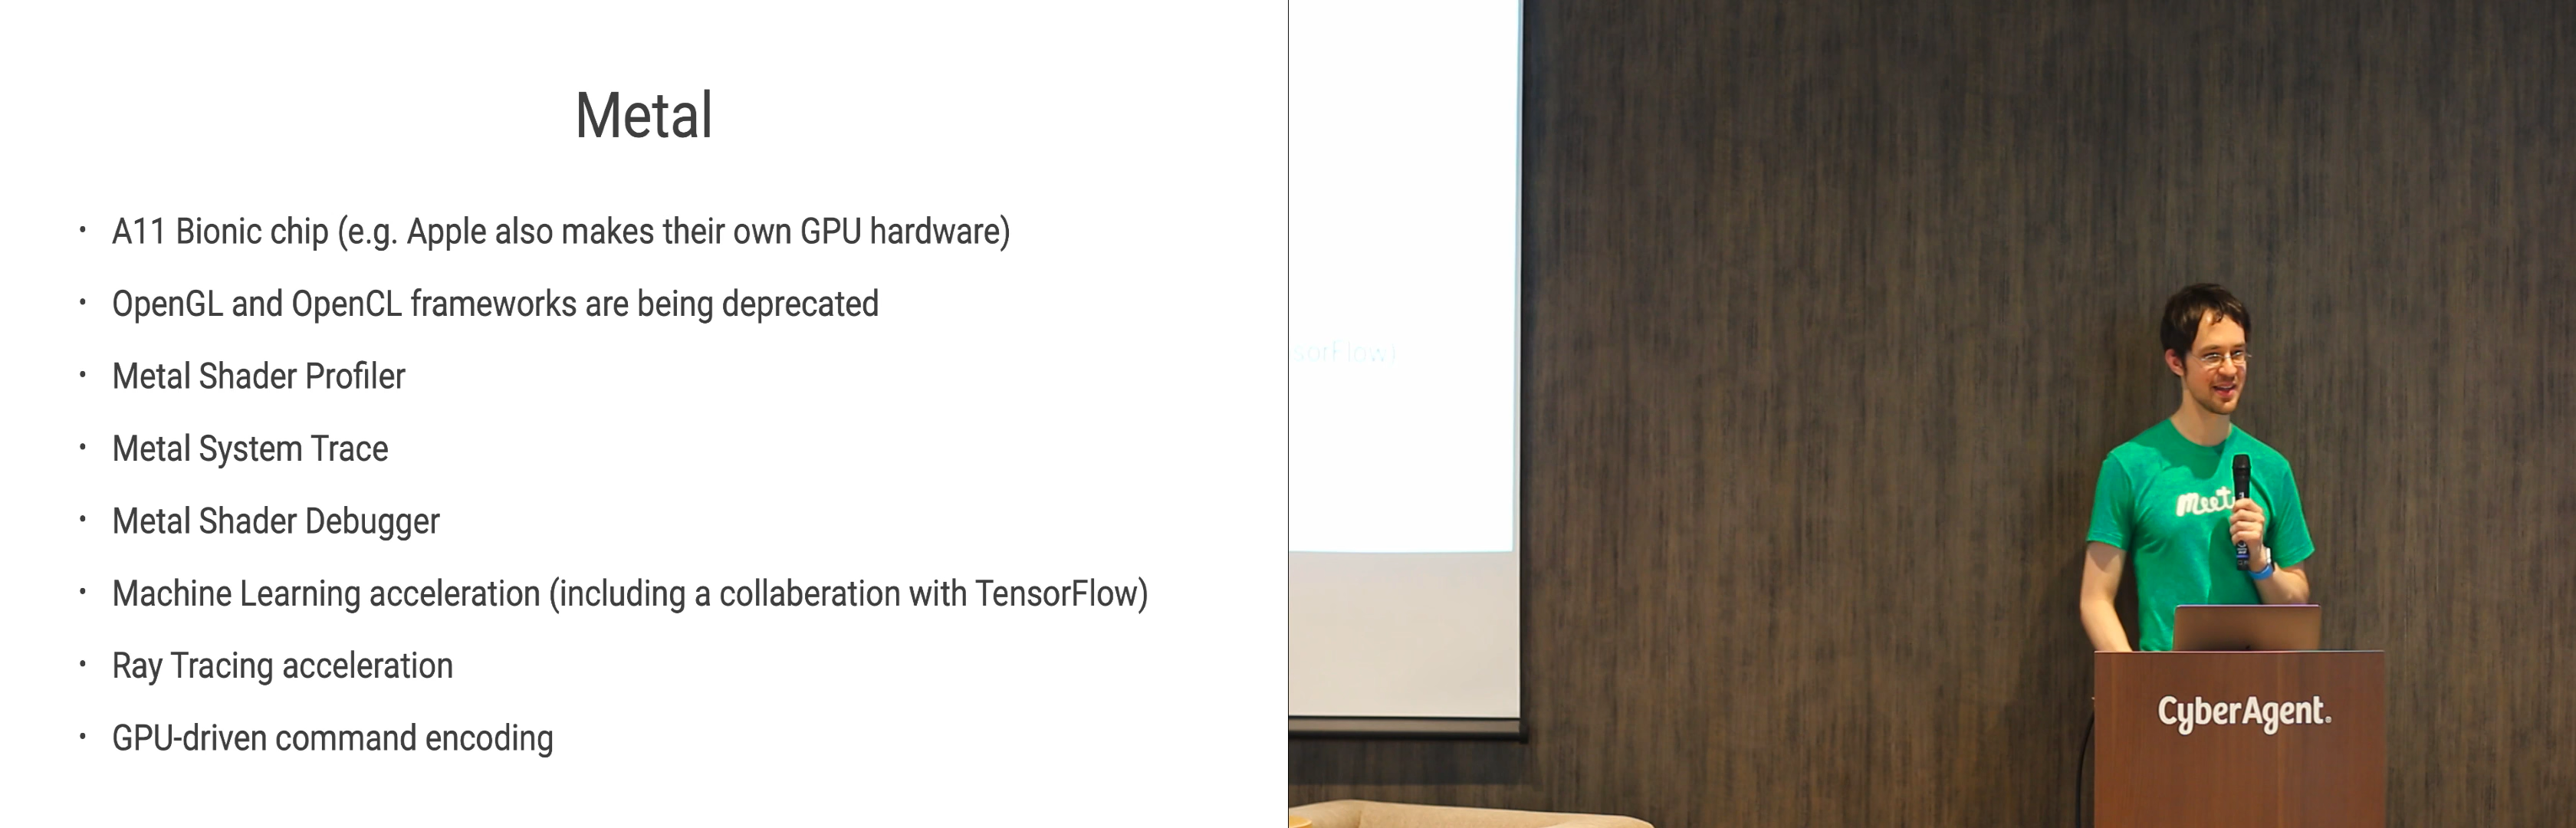 Metal
· A11 Bionic chip (e.g. Apple also makes their own GPU hardware)
· OpenGL and OpenCL frameworks are being deprecated
· Metal Shader Profiler
· Metal System Trace
· Metal Shader Debugger
· Machine Learning acceleration (including a collaberation with TensorFlow)
· Ray Tracing acceleration
· GPU-driven command encoding
sorFlow)
Meet
CyberAgent.